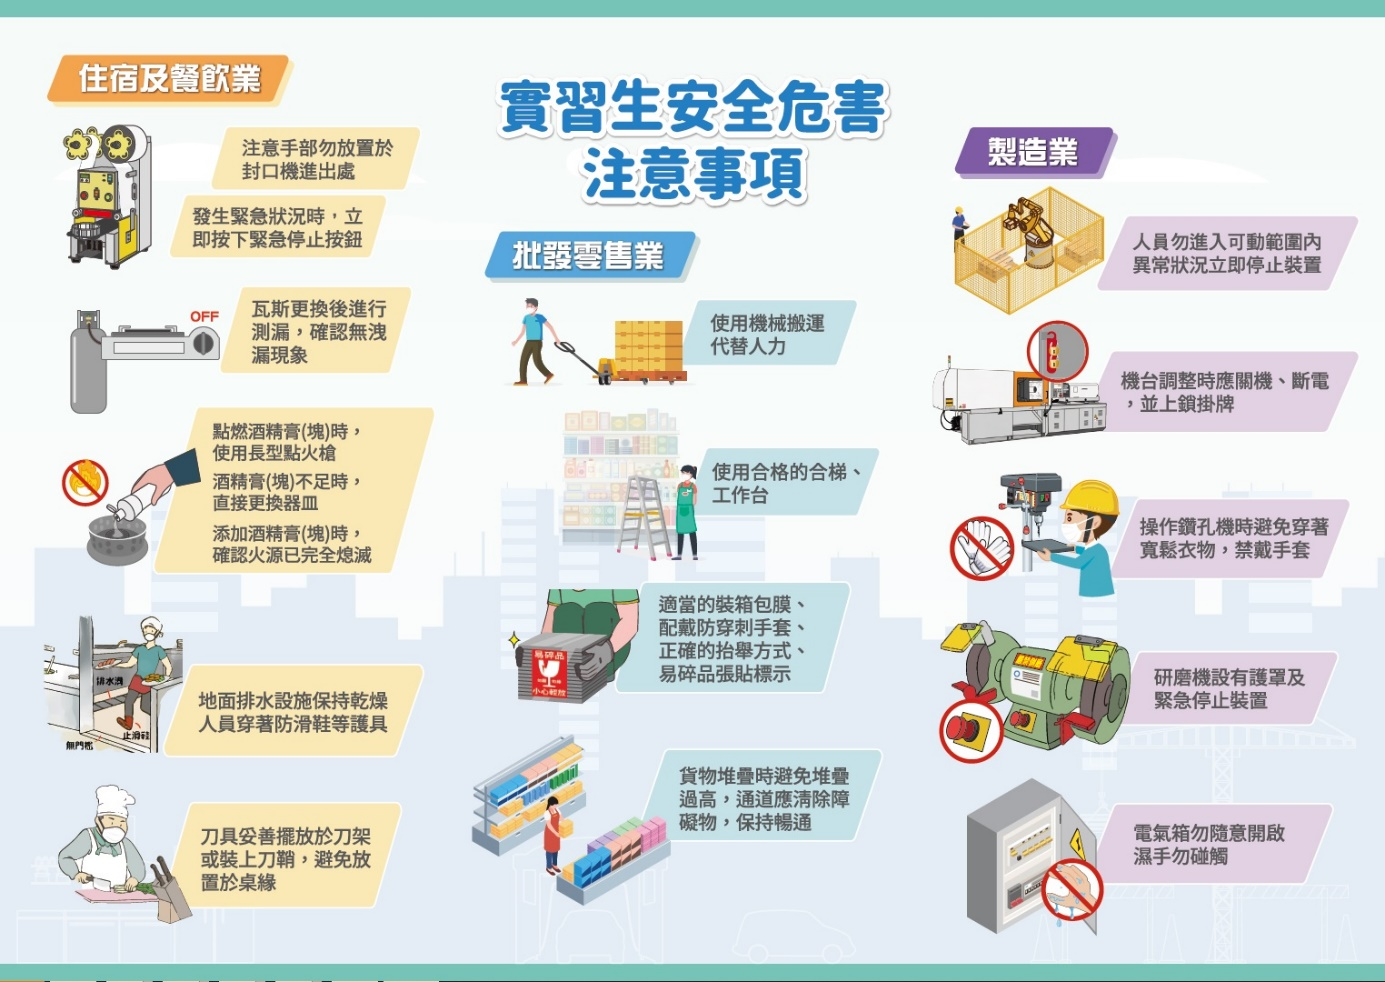 實習生安全危害
注意事項
住宿及餐飲業
注意手部勿放置於
封口機進出處
發生緊急狀況時，立
即按下緊急停止按鈕
OFF
瓦斯更換後進行
測漏，確認無洩
漏現象
點燃酒精膏(塊)時，
使用長型點火槍
酒精膏(塊)不足時，
直接更換器皿
添加酒精膏(塊)時，
確認火源已完全熄滅
排水溝
止滑鞋
無門檻
地面排水設施保持乾燥
人員穿著防滑鞋等護具
刀具妥善擺放於刀架
或裝上刀鞘，避免放
置於桌緣
批發零售業
使用機械搬運
代替人力
使用合格的合梯、
工作台
易碎品
小心輕放
適當的裝箱包膜、
配戴防穿刺手套、
正確的抬舉方式、
易碎品張貼標示
貨物堆疊時避免堆疊
過高，通道應清除障
礙物，保持暢通
製造業
人員勿進入可動範圍內
異常狀況立即停止裝置
機台調整時應關機、斷電
，並上鎖掛牌
操作鑽孔機時避免穿著
寬鬆衣物，禁戴手套
研磨機設有護罩及
緊急停止裝置
電氣箱勿隨意開啟
濕手勿碰觸